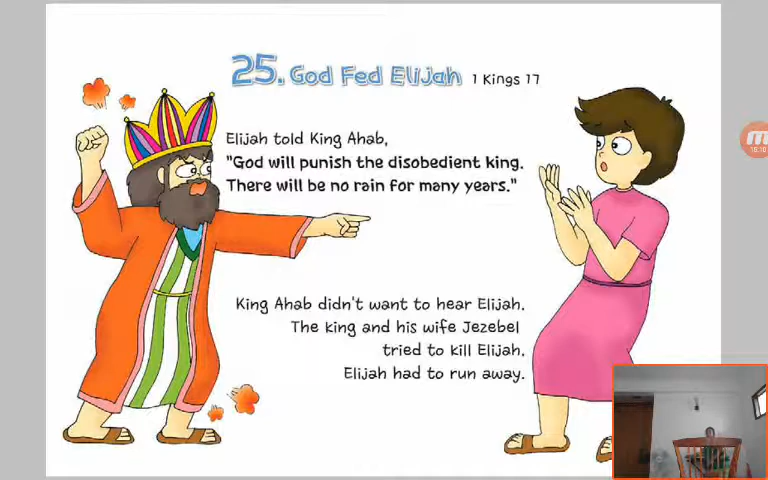 25. God Fed Elijah 1 Kings 17
Elijah told King Ahab,
"God will punish the disobedient king.
There will be no rain for many years."
King Ahab didn't want to hear Elijah.
The king and his wife Jezebel
tried to kill Elijah.
Elijah had to run away.